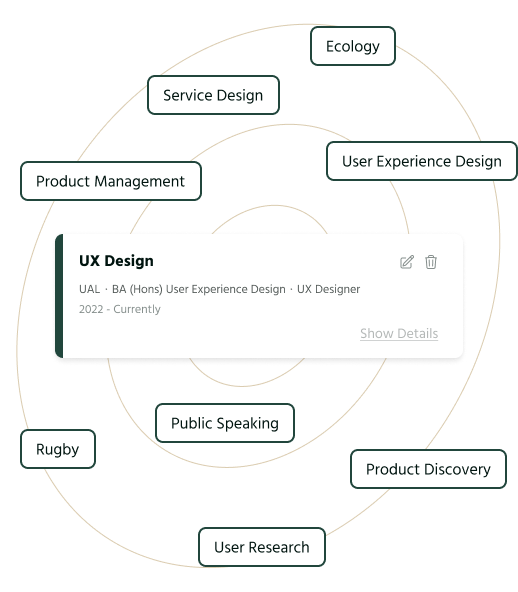 Ecology
Service Design
User Experience Design
Product Management
UX Design
UAL · BA (Hons) User Experience Design · UX Designer
2022 - Currently
Show Details
Public Speaking
Rugby
Product Discovery
User Research